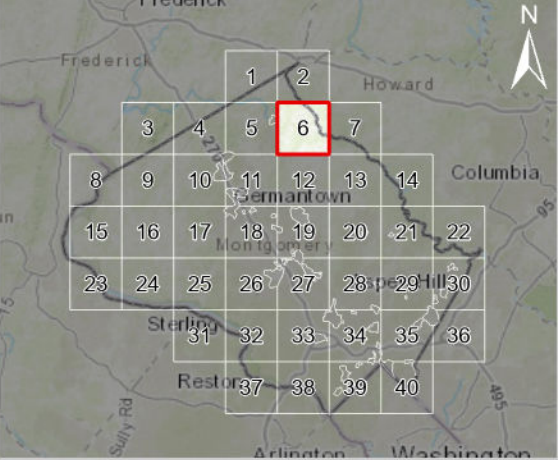 Frederick
N
Frederick
1 2
Howard
3 4 5 6 7
270
8 9 10 11 12 13 14
Columbia
Germantown
95
15 16 17 18 19 20 21 22
Montgomery
23 24 25 26 27 28 29 30
Aspen Hill
15
Sterling
31 32 33 34 35 36
Reston
37 38 39 40
495
Sully Rd
Arlington
Washington